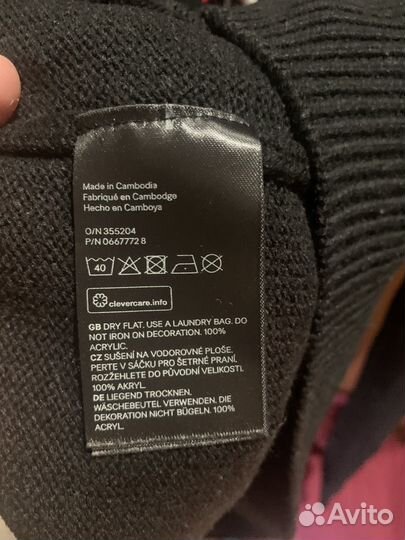 Made in Cambodia
Fabriqué en Cambodge
Hecho en Camboya
O/N 355204
P/N 0667772 8
40
clevercare.info
GB DRY FLAT. USE A LAUNDRY BAG. DO
NOT IRON ON DECORATION. 100%
ACRYLIC.
CZ SUŠENÍ NA VODOROVNÉ PLOŠE,
PERTE V SÁČKU PRO ŠETRNÉ PRANÍ,
ROZŽEHLETE DO PŮVODNÍ VELIKOSTI.
100% AKRYL.
DE LIEGEND TROCKNEN.
WÄSCHEBEUTEL VERWENDEN. DIE
DEKORATION NICHT BÜGELN. 100%
ACRYL.
Avito